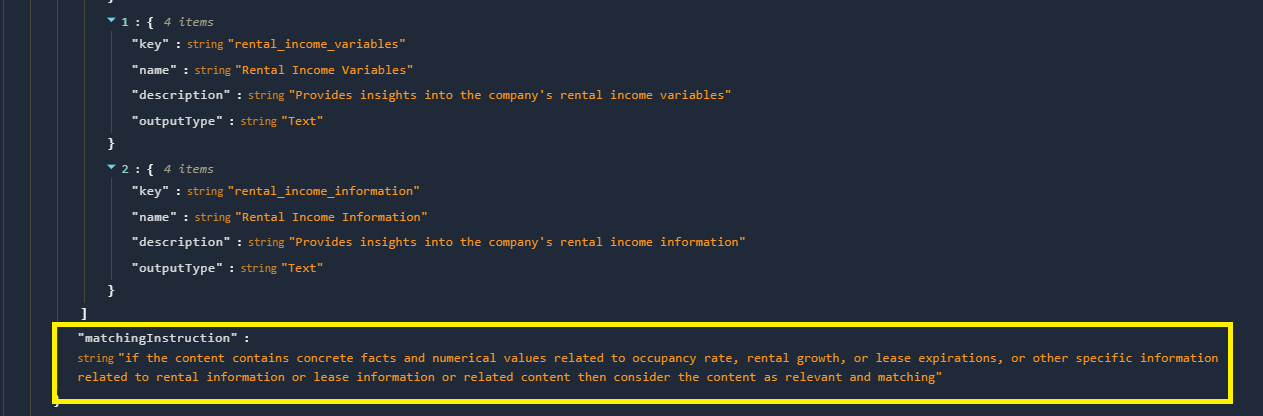 }
1 : { 4 items
"key" : string "rental_income_variables"
"name" : string "Rental Income Variables"
"description" : string "Provides insights into the company's rental income variables"
"outputType" : string "Text"
}
2 : { 4 items
"key" : string "rental_income_information"
"name" : string "Rental Income Information"
"description" : string "Provides insights into the company's rental income information"
"outputType" : string "Text"
}
]
"matchingInstruction" :
string "if the content contains concrete facts and numerical values related to occupancy rate, rental growth, or lease expirations, or other specific information
related to rental information or lease information or related content then consider the content as relevant and matching"
}